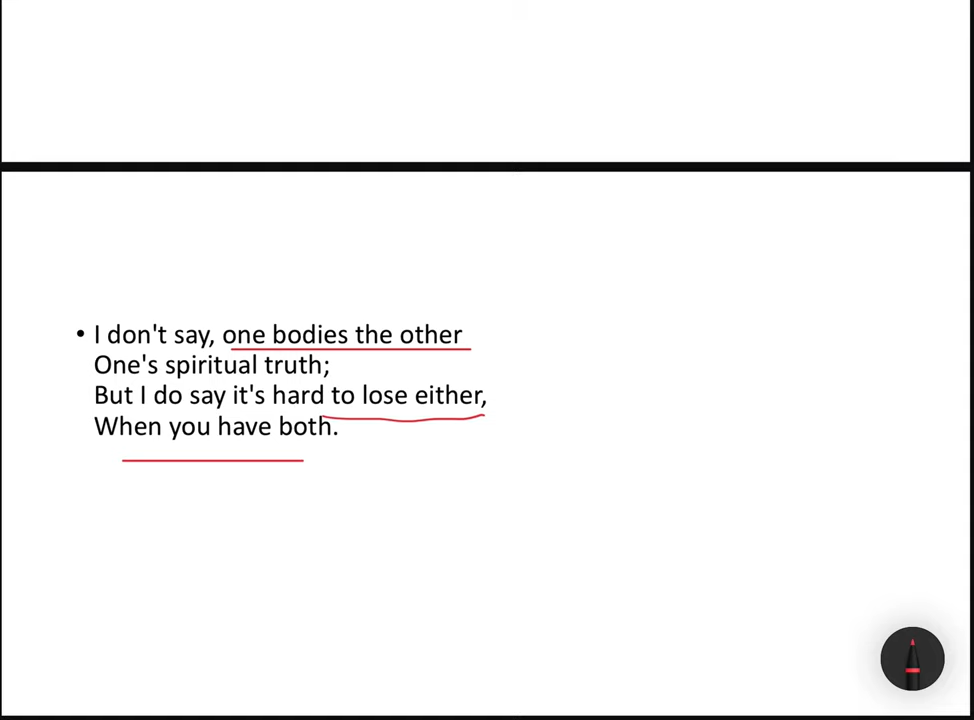 • I don't say, one bodies the other
One's spiritual truth;
But I do say it's hard to lose either,
When you have both.